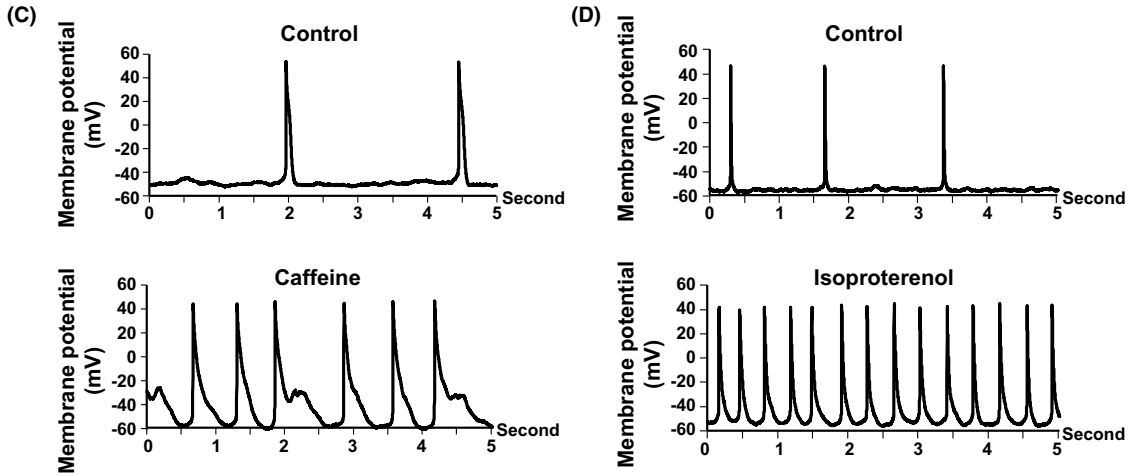 (C)
Control
Membrane potential
(mV)
60
40
20
0
-20
-40
-60
0 1 2 3 4 5
Second
Caffeine
Membrane potential
(mV)
60
40
20
0
-20
-40
-60
0 1 2 3 4 5
Second
(D)
Control
Membrane potential
(mV)
60
40
20
0
-20
-40
-60
0 1 2 3 4 5
Second
Isoproterenol
Membrane potential
(mV)
60
40
20
0
-20
-40
-60
0 1 2 3 4 5
Second